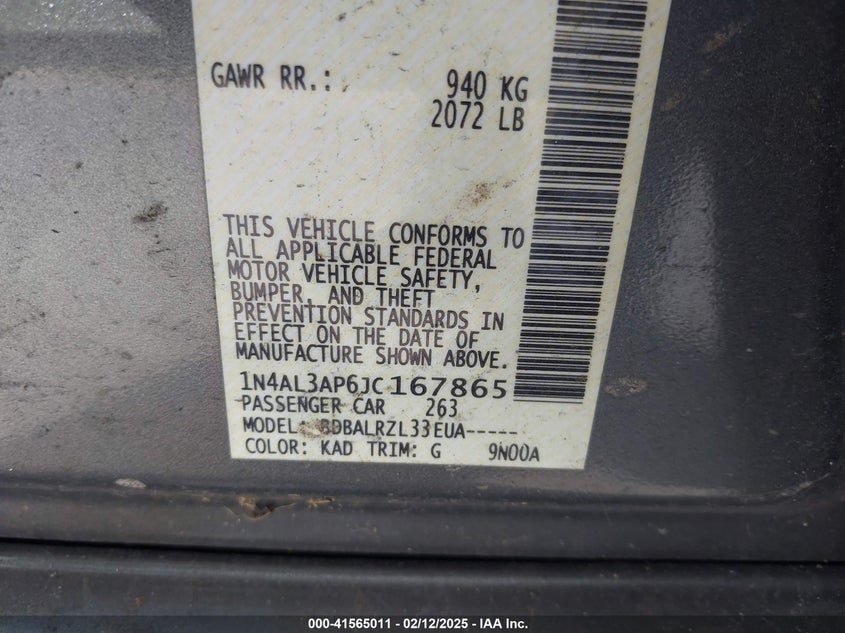 GAWR RR.: 940 KG
2072 LB
THIS VEHICLE CONFORMS TO
ALL APPLICABLE FEDERAL
MOTOR VEHICLE SAFETY,
BUMPER, AND THEFT
PREVENTION STANDARDS IN
EFFECT ON THE DATE OF
MANUFACTURE SHOWN ABOVE.
1N4AL3AP6JC167865
PASSENGER CAR 263
MODEL: BDBALRZL33EUA-----
COLOR: KAD TRIM: G 9N00A
000-41565011 - 02/12/2025 - IAA Inc.